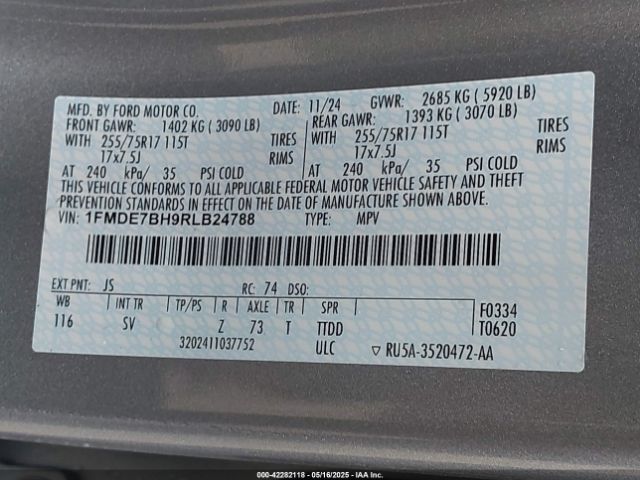 MFD. BY FORD MOTOR CO. DATE: 11/24 GVWR: 2685 KG ( 5920 LB)
FRONT GAWR: 1402 KG ( 3090 LB) REAR GAWR: 1393 KG ( 3070 LB)
WITH 255/75R17 115T TIRES WITH 255/75R17 115T TIRES
17x7.5J RIMS 17x7.5J RIMS
AT 240 kPa/ 35 PSI COLD AT 240 kPa/ 35 PSI COLD
THIS VEHICLE CONFORMS TO ALL APPLICABLE FEDERAL MOTOR VEHICLE SAFETY AND THEFT
PREVENTION STANDARDS IN EFFECT ON THE DATE OF MANUFACTURE SHOWN ABOVE.
VIN: 1FMDE7BH9RLB24788 TYPE: MPV
EXT PNT: JS RC: 74 DSO:
WB INT TR TP/PS R AXLE TR SPR F0334
116 SV Z 73 T TTDD T0620
3202411037752 ULC ▽ RU5A-3520472-AA
000-42282118 - 05/16/2025 - IAA Inc.